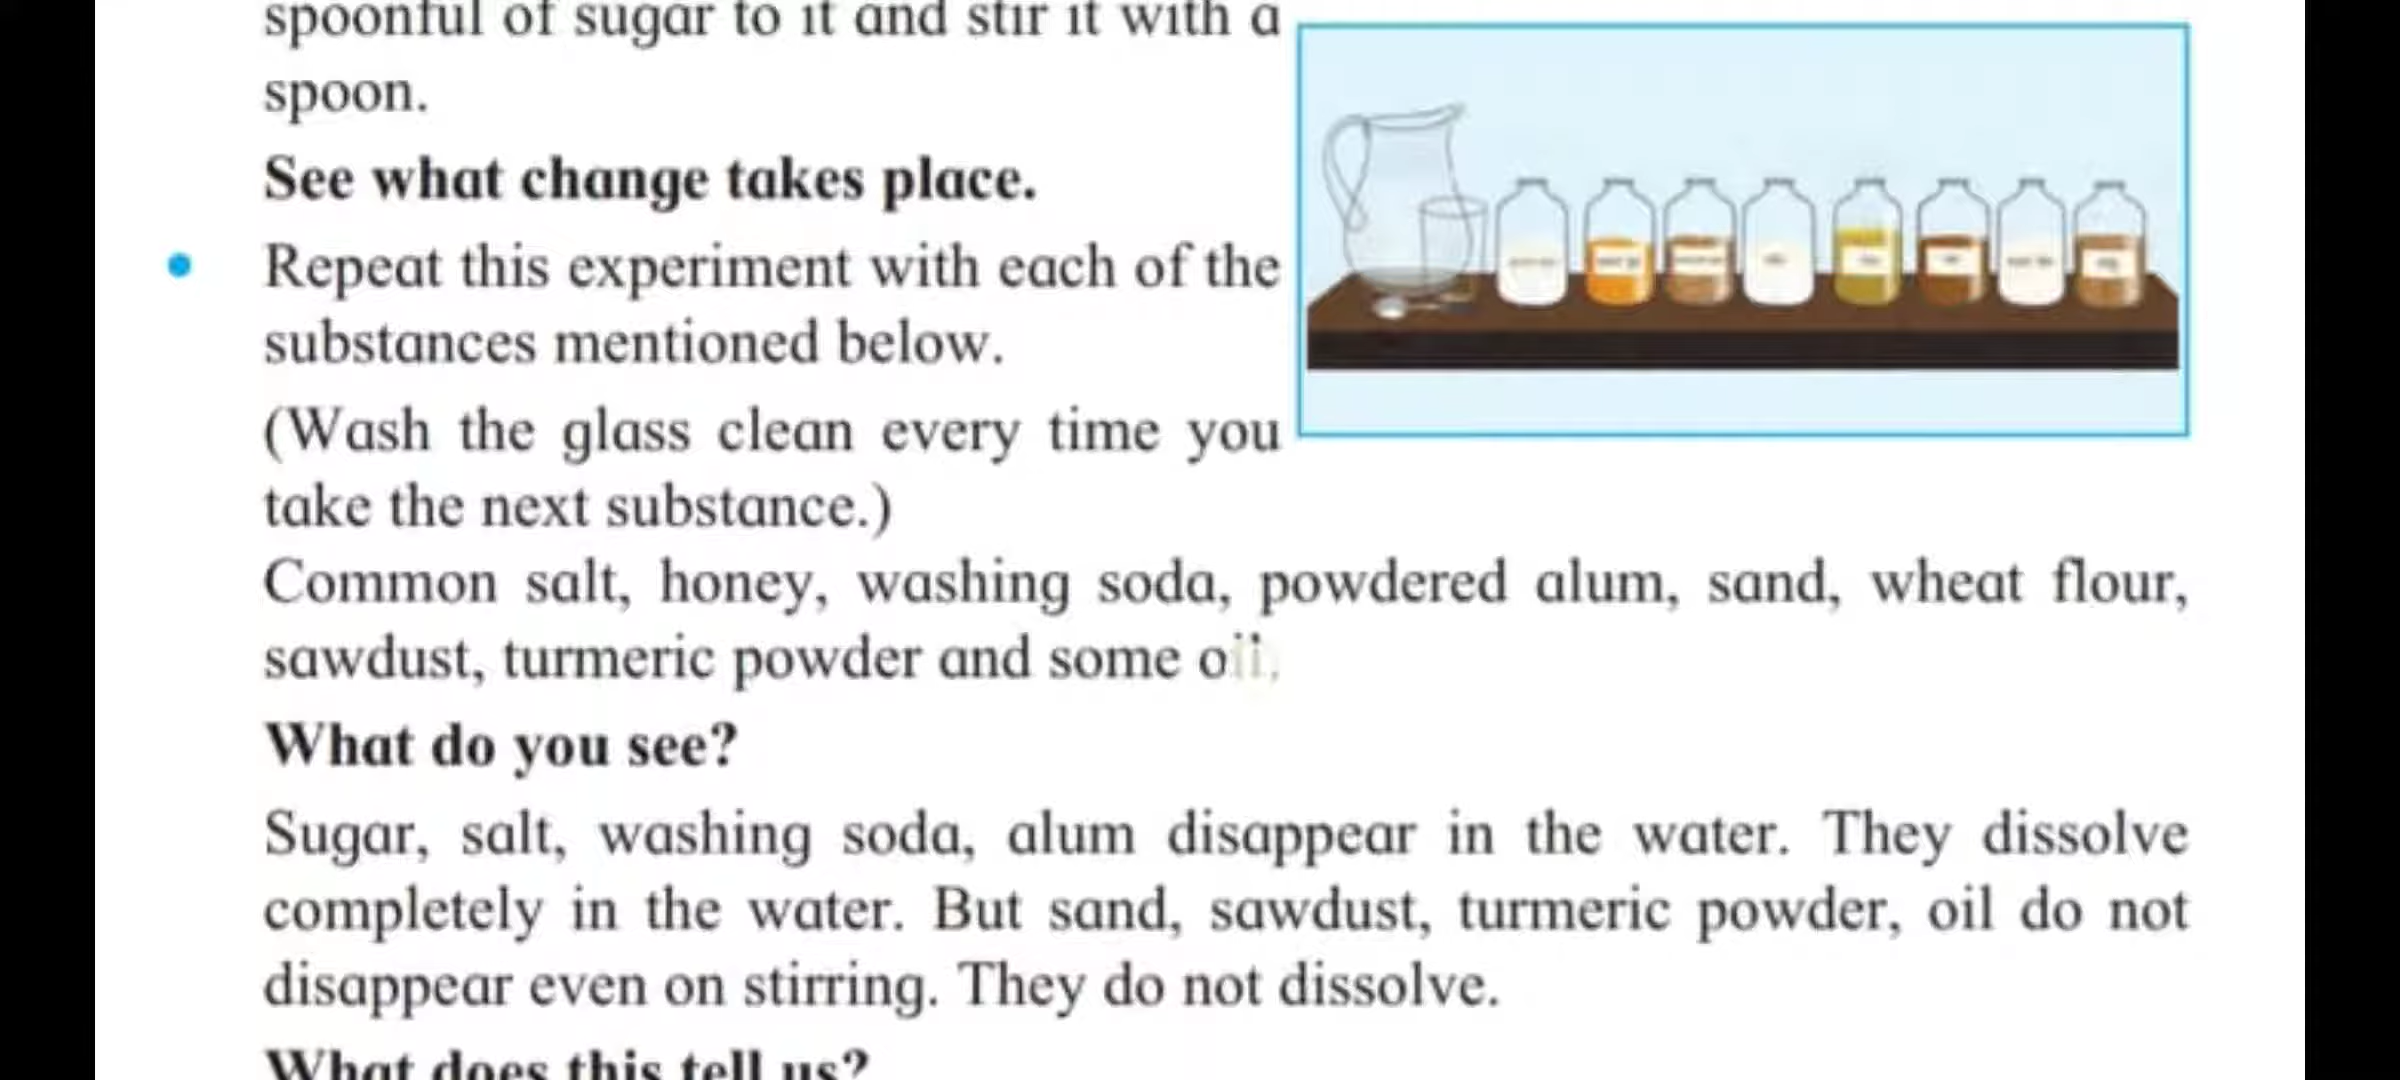 spoonful of sugar to it and stir it with a
spoon.
See what change takes place.
• Repeat this experiment with each of the
substances mentioned below.
(Wash the glass clean every time you
take the next substance.)
Common salt, honey, washing soda, powdered alum, sand, wheat flour,
sawdust, turmeric powder and some oil.
What do you see?
Sugar, salt, washing soda, alum disappear in the water. They dissolve
completely in the water. But sand, sawdust, turmeric powder, oil do not
disappear even on stirring. They do not dissolve.
What does this tell us?